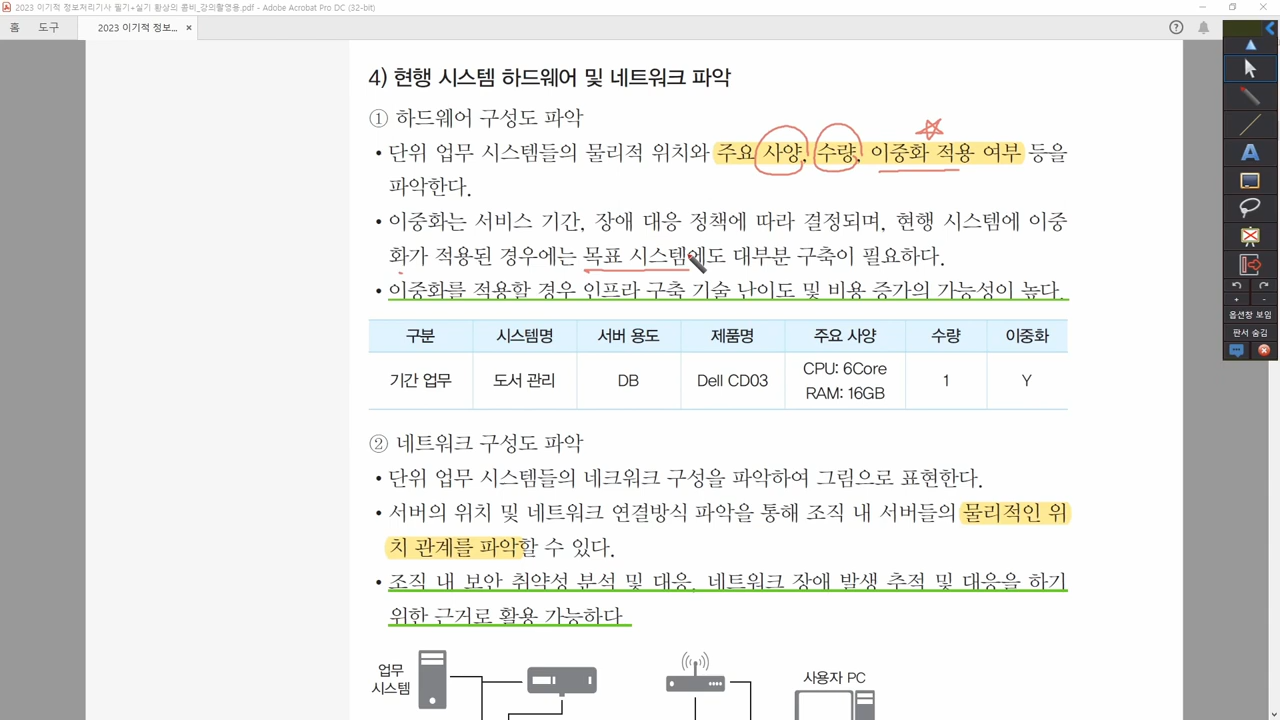 2023 이기적 정보처리기사 필기+실기 환상의 콤비_강의촬영용.pdf - Adobe Acrobat Pro DC (32-bit)
홈 도구 2023 이기적 정보... ×
4) 현행 시스템 하드웨어 및 네트워크 파악
① 하드웨어 구성도 파악
• 단위 업무 시스템들의 물리적 위치와 주요 사양, 수량, 이중화 적용 여부 등을
파악한다.
• 이중화는 서비스 기간, 장애 대응 정책에 따라 결정되며, 현행 시스템에 이중
화가 적용된 경우에는 목표 시스템에도 대부분 구축이 필요하다.
• 이중화를 적용할 경우 인프라 구축 기술 난이도 및 비용 증가의 가능성이 높다.
구분 시스템명 서버 용도 제품명 주요 사양 수량 이중화
기간 업무 도서 관리 DB Dell CD03 CPU: 6Core 1 Y
RAM: 16GB
② 네트워크 구성도 파악
• 단위 업무 시스템들의 네크워크 구성을 파악하여 그림으로 표현한다.
• 서버의 위치 및 네트워크 연결방식 파악을 통해 조직 내 서버들의 물리적인 위
치 관계를 파악할 수 있다.
• 조직 내 보안 취약성 분석 및 대응, 네트워크 장애 발생 추적 및 대응을 하기
위한 근거로 활용 가능하다
업무
시스템
사용자 PC
A
옵션창 보임
판서 숨김